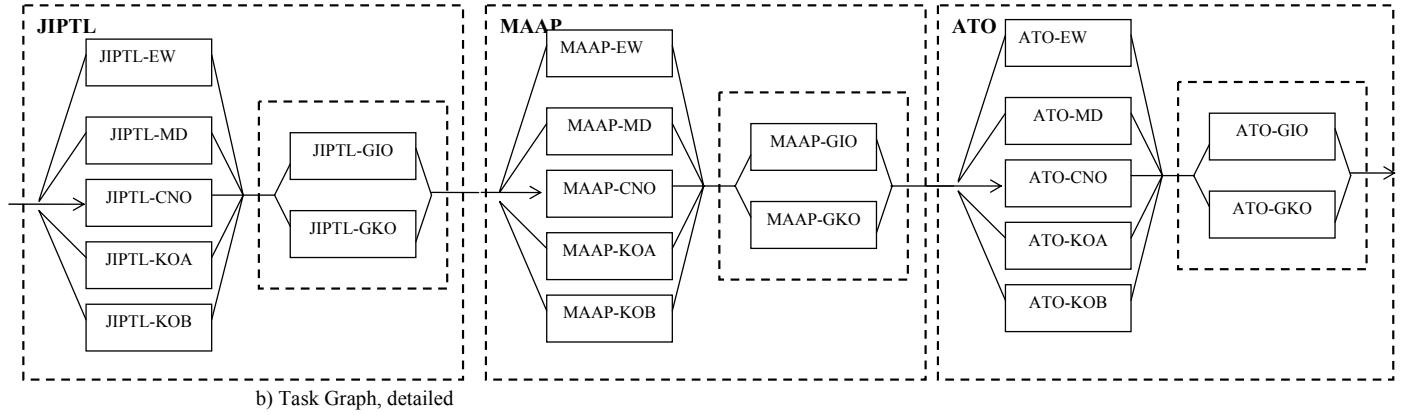 JIPTL
JIPTL-EW
JIPTL-MD
JIPTL-CNO
JIPTL-KOA
JIPTL-KOB
JIPTL-GIO
JIPTL-GKO
MAAP
MAAP-EW
MAAP-MD
MAAP-CNO
MAAP-KOA
MAAP-KOB
MAAP-GIO
MAAP-GKO
ATO
ATO-EW
ATO-MD
ATO-CNO
ATO-KOA
ATO-KOB
ATO-GIO
ATO-GKO
b) Task Graph, detailed